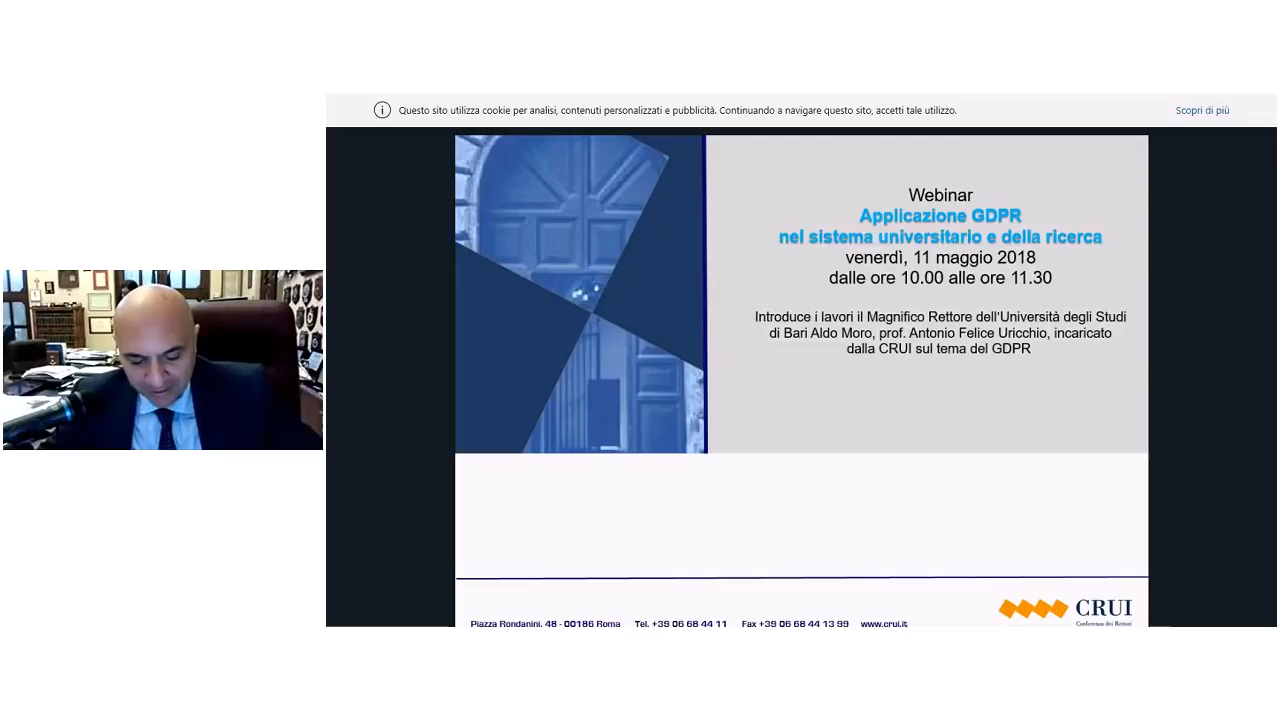 Questo sito utilizza cookie per analisi, contenuti personalizzati e pubblicità. Continuando a navigare questo sito, accetti tale utilizzo.
Scopri di più
Webinar
Applicazione GDPR
nel sistema universitario e della ricerca
venerdì, 11 maggio 2018
dalle ore 10.00 alle ore 11.30
Introduce i lavori il Magnifico Rettore dell'Università degli Studi
di Bari Aldo Moro, prof. Antonio Felice Uricchio, incaricato
dalla CRUI sul tema del GDPR
CRUI
Conferenza dei Rettori
Piazza Rondanini, 48 - 00186 Roma Tel. +39 06 68 44 11 Fax +39 06 68 44 13 99 www.crui.it